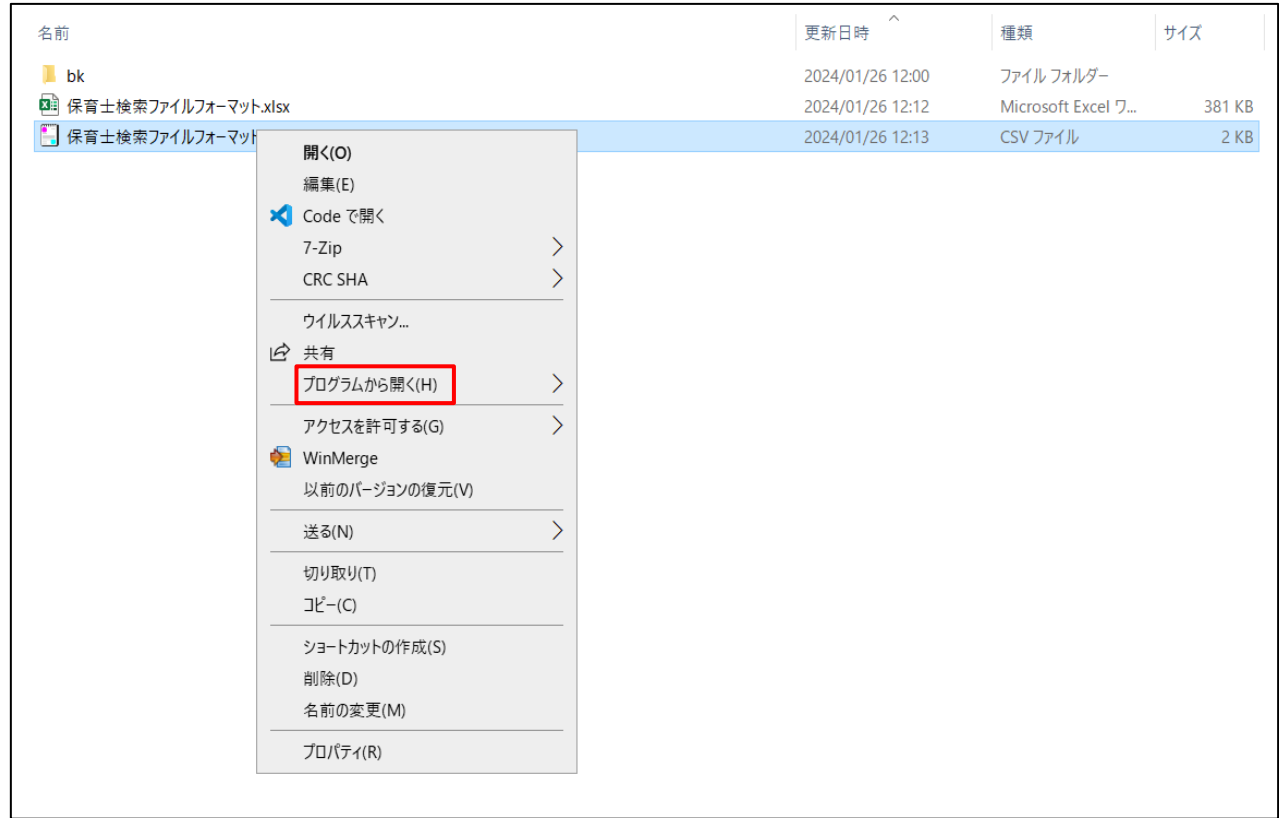 名前 更新日時 種類 サイズ
bk 2024/01/26 12:00 ファイル フォルダー
保育士検索ファイルフォーマット.xlsx 2024/01/26 12:12 Microsoft Excel ワ... 381 KB
保育士検索ファイルフォーマット 2024/01/26 12:13 CSV ファイル 2 KB
開く(O)
編集(E)
Code で開く
7-Zip
CRC SHA
ウイルススキャン...
共有
プログラムから開く(H)
アクセスを許可する(G)
WinMerge
以前のバージョンの復元(V)
送る(N)
切り取り(T)
コピー(C)
ショートカットの作成(S)
削除(D)
名前の変更(M)
プロパティ(R)